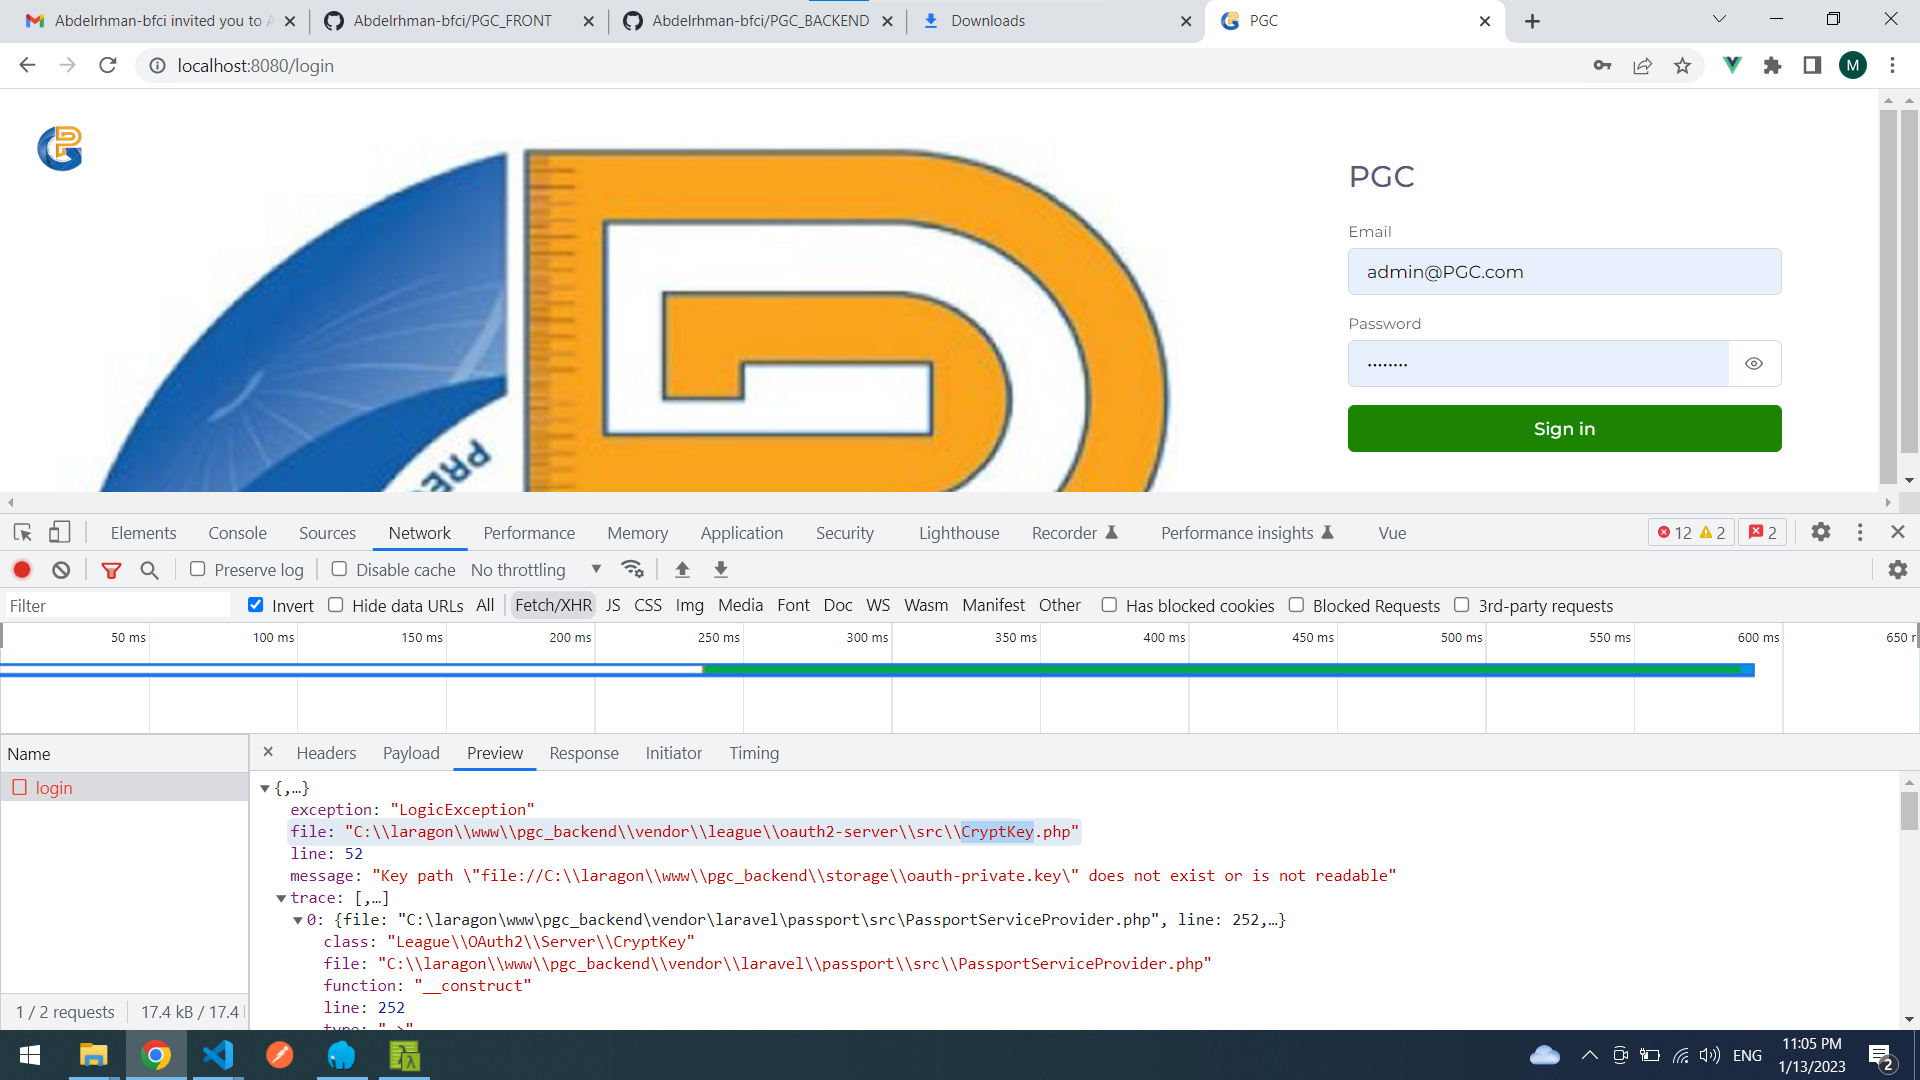 Abdelrhman-bfci invited you to A
Abdelrhman-bfci/PGC_FRONT
Abdelrhman-bfci/PGC_BACKEND
Downloads
PGC
localhost:8080/login
M
PGC
Email
admin@PGC.com
Password
Sign in
Elements Console Sources Network Performance Memory Application Security Lighthouse Recorder Performance insights Vue 12 2 2
Preserve log Disable cache No throttling
Filter Invert Hide data URLs All Fetch/XHR JS CSS Img Media Font Doc WS Wasm Manifest Other Has blocked cookies Blocked Requests 3rd-party requests
50 ms 100 ms 150 ms 200 ms 250 ms 300 ms 350 ms 400 ms 450 ms 500 ms 550 ms 600 ms 650
Name
Headers Payload Preview Response Initiator Timing
login
{,…}
exception: "LogicException"
file: "C:\\laragon\\www\\pgc_backend\\vendor\\league\\oauth2-server\\src\\CryptKey.php"
line: 52
message: "Key path \"file://C:\\laragon\\www\\pgc_backend\\storage\\oauth-private.key\" does not exist or is not readable"
trace: [,…]
0: {file: "C:\laragon\www\pgc_backend\vendor\laravel\passport\src\PassportServiceProvider.php", line: 252,…}
class: "League\\OAuth2\\Server\\CryptKey"
file: "C:\\laragon\\www\\pgc_backend\\vendor\\laravel\\passport\\src\\PassportServiceProvider.php"
function: "__construct"
line: 252
type: "->"
1 / 2 requests 17.4 kB / 17.4
ENG
11:05 PM
1/13/2023
2